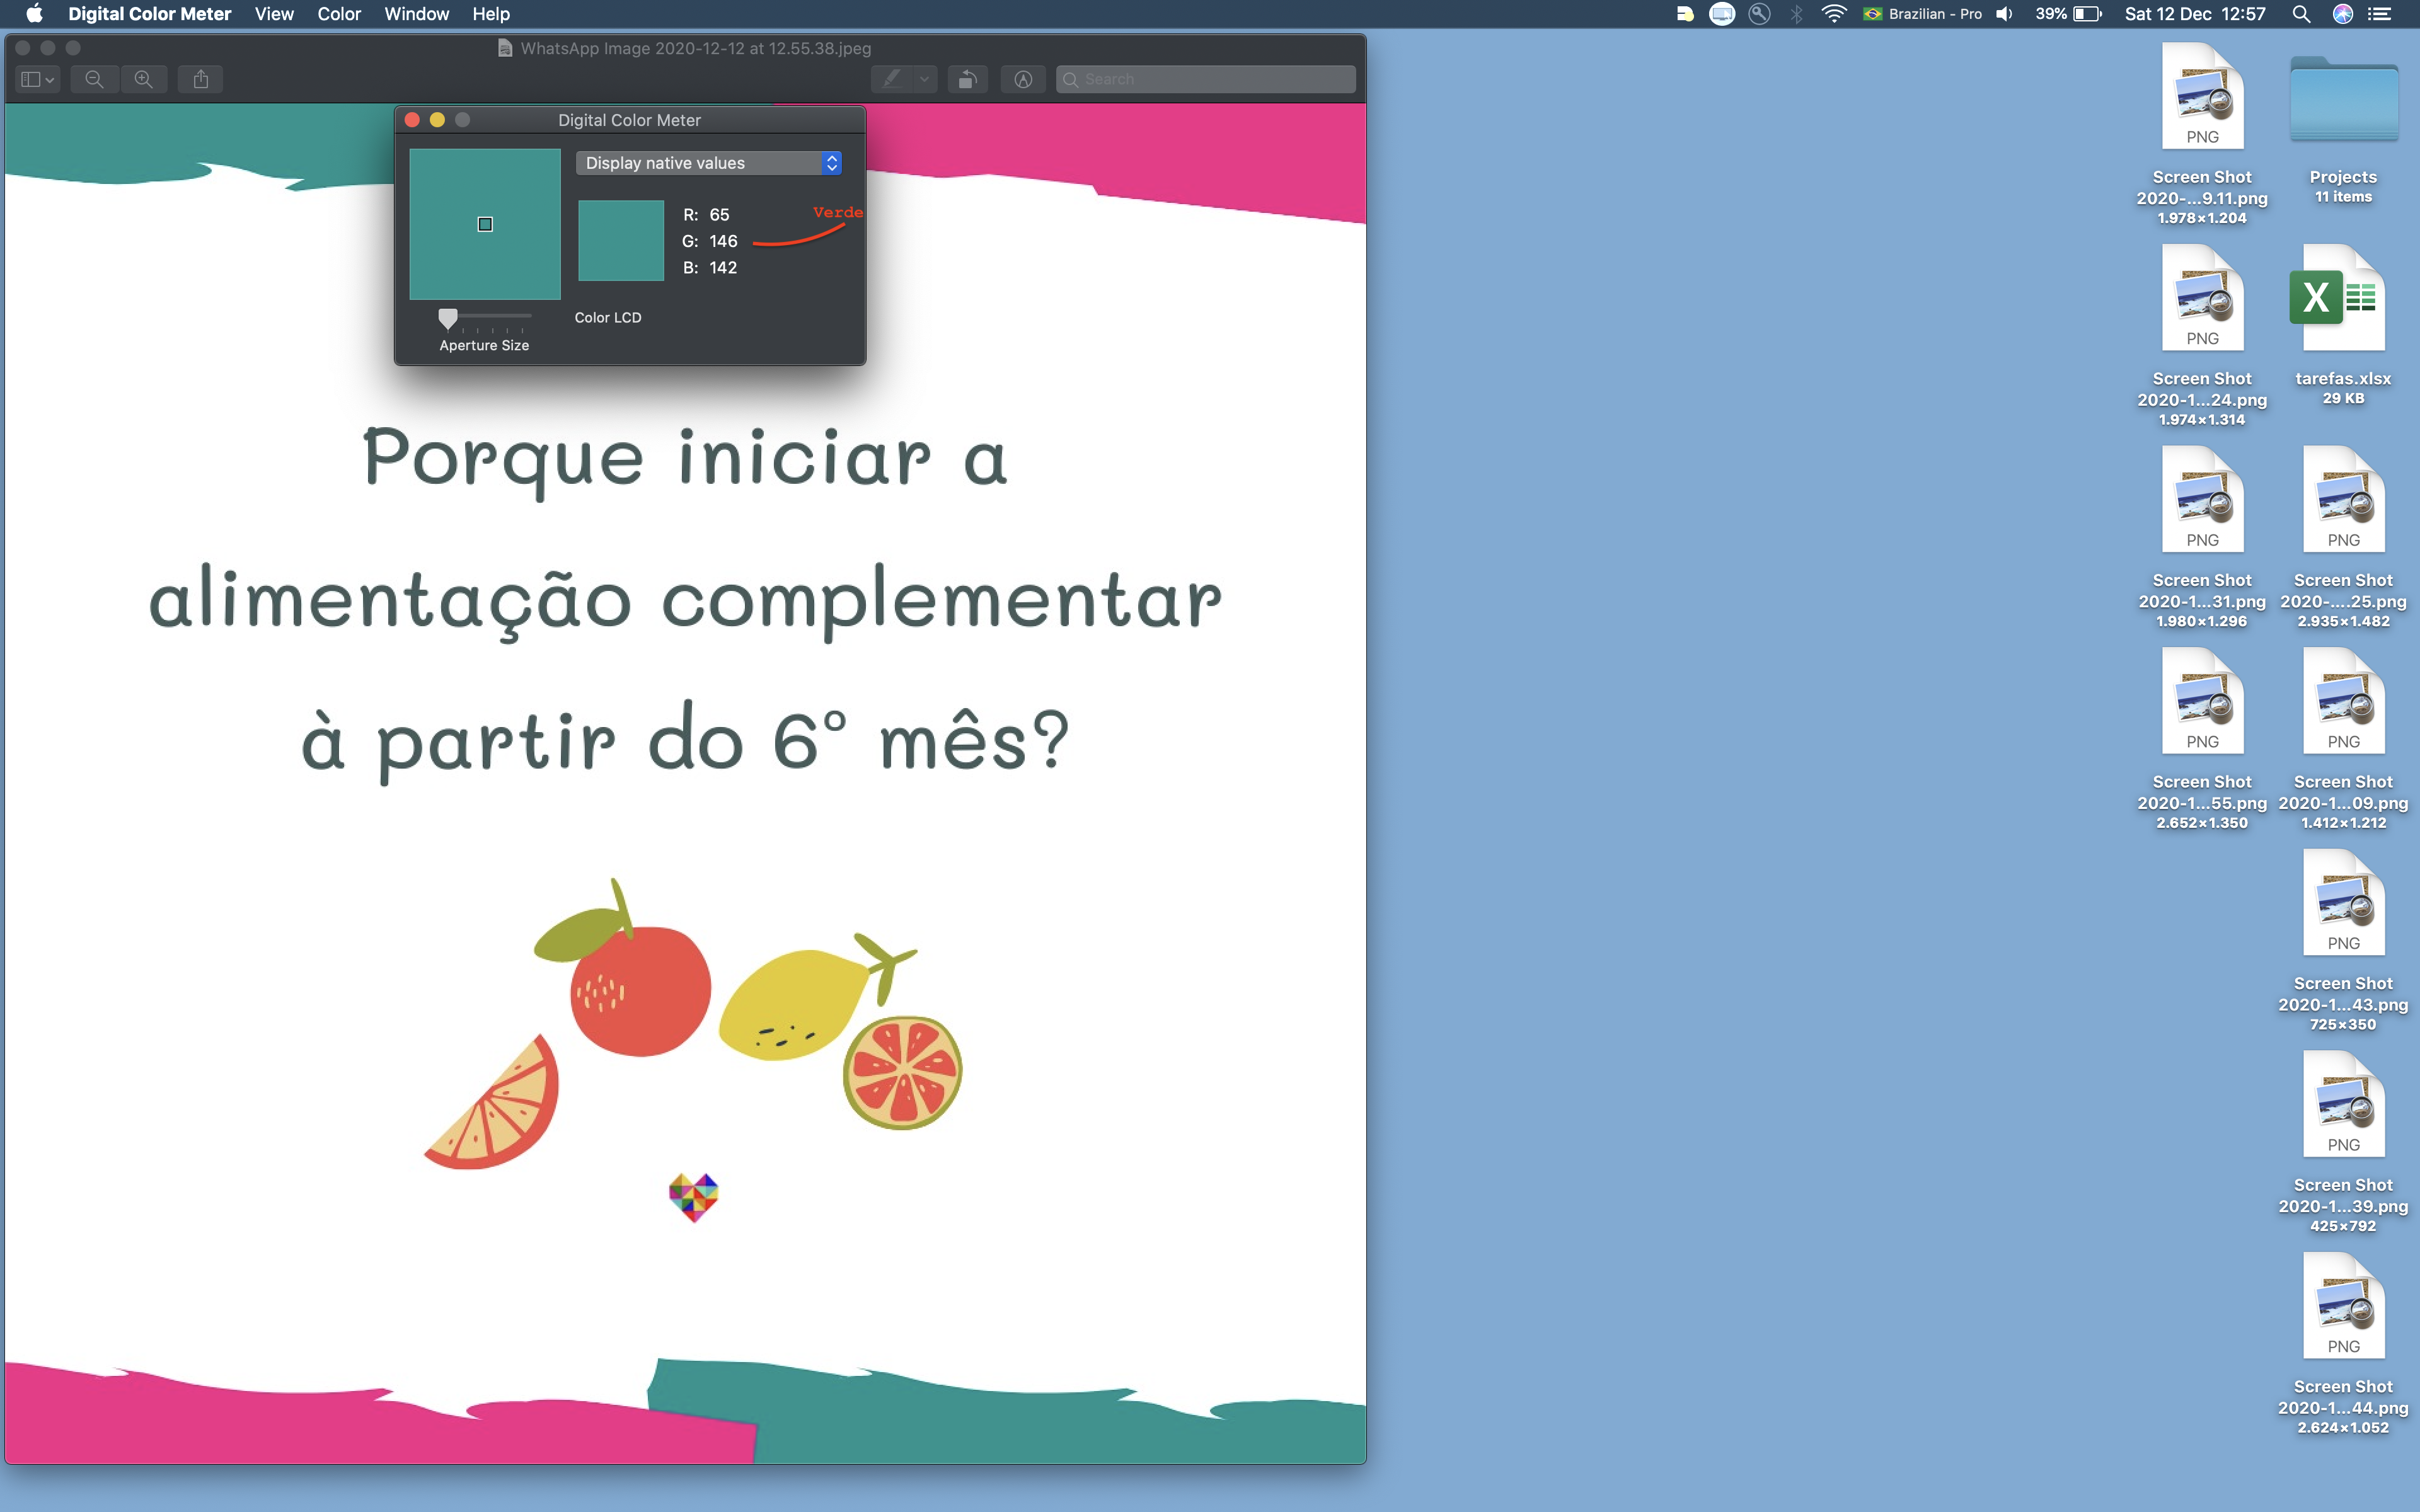 Digital Color Meter View Color Window Help
Brazilian - Pro 39% Sat 12 Dec 12:57
WhatsApp Image 2020-12-12 at 12.55.38.jpeg
Search
Digital Color Meter
Display native values
R: 65
Verde
G: 146
B: 142
Color LCD
Aperture Size
Porque iniciar a
alimentação complementar
à partir do 6º mês?
PNG
Screen Shot
2020-...9.11.png
1.978×1.204
Projects
11 items
PNG
Screen Shot
2020-1...24.png
1.974×1.314
X
tarefas.xlsx
29 KB
PNG
Screen Shot
2020-1...31.png
1.980×1.296
PNG
Screen Shot
2020-....25.png
2.935×1.482
PNG
Screen Shot
2020-1...55.png
2.652×1.350
PNG
Screen Shot
2020-1...09.png
1.412×1.212
PNG
Screen Shot
2020-1...43.png
725×350
PNG
Screen Shot
2020-1...39.png
425×792
PNG
Screen Shot
2020-1...44.png
2.624×1.052